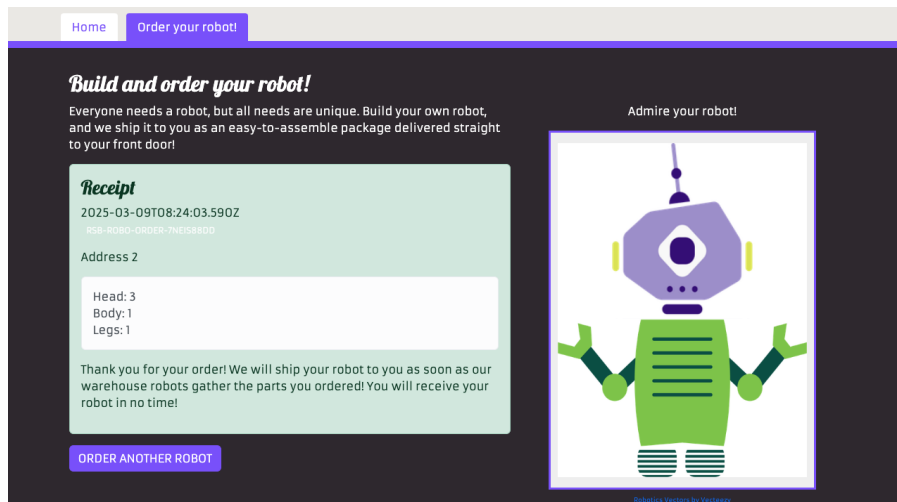 Home
Order your robot!
Build and order your robot!
Everyone needs a robot, but all needs are unique. Build your own robot,
and we ship it to you as an easy-to-assemble package delivered straight
to your front door!
Admire your robot!
Receipt
2025-03-09T08:24:03.590Z
Address 2
Head: 3
Body: 1
Legs: 1
Thank you for your order! We will ship your robot to you as soon as our
warehouse robots gather the parts you ordered! You will receive your
robot in no time!
ORDER ANOTHER ROBOT
Robotics Vectors by Vecteezy